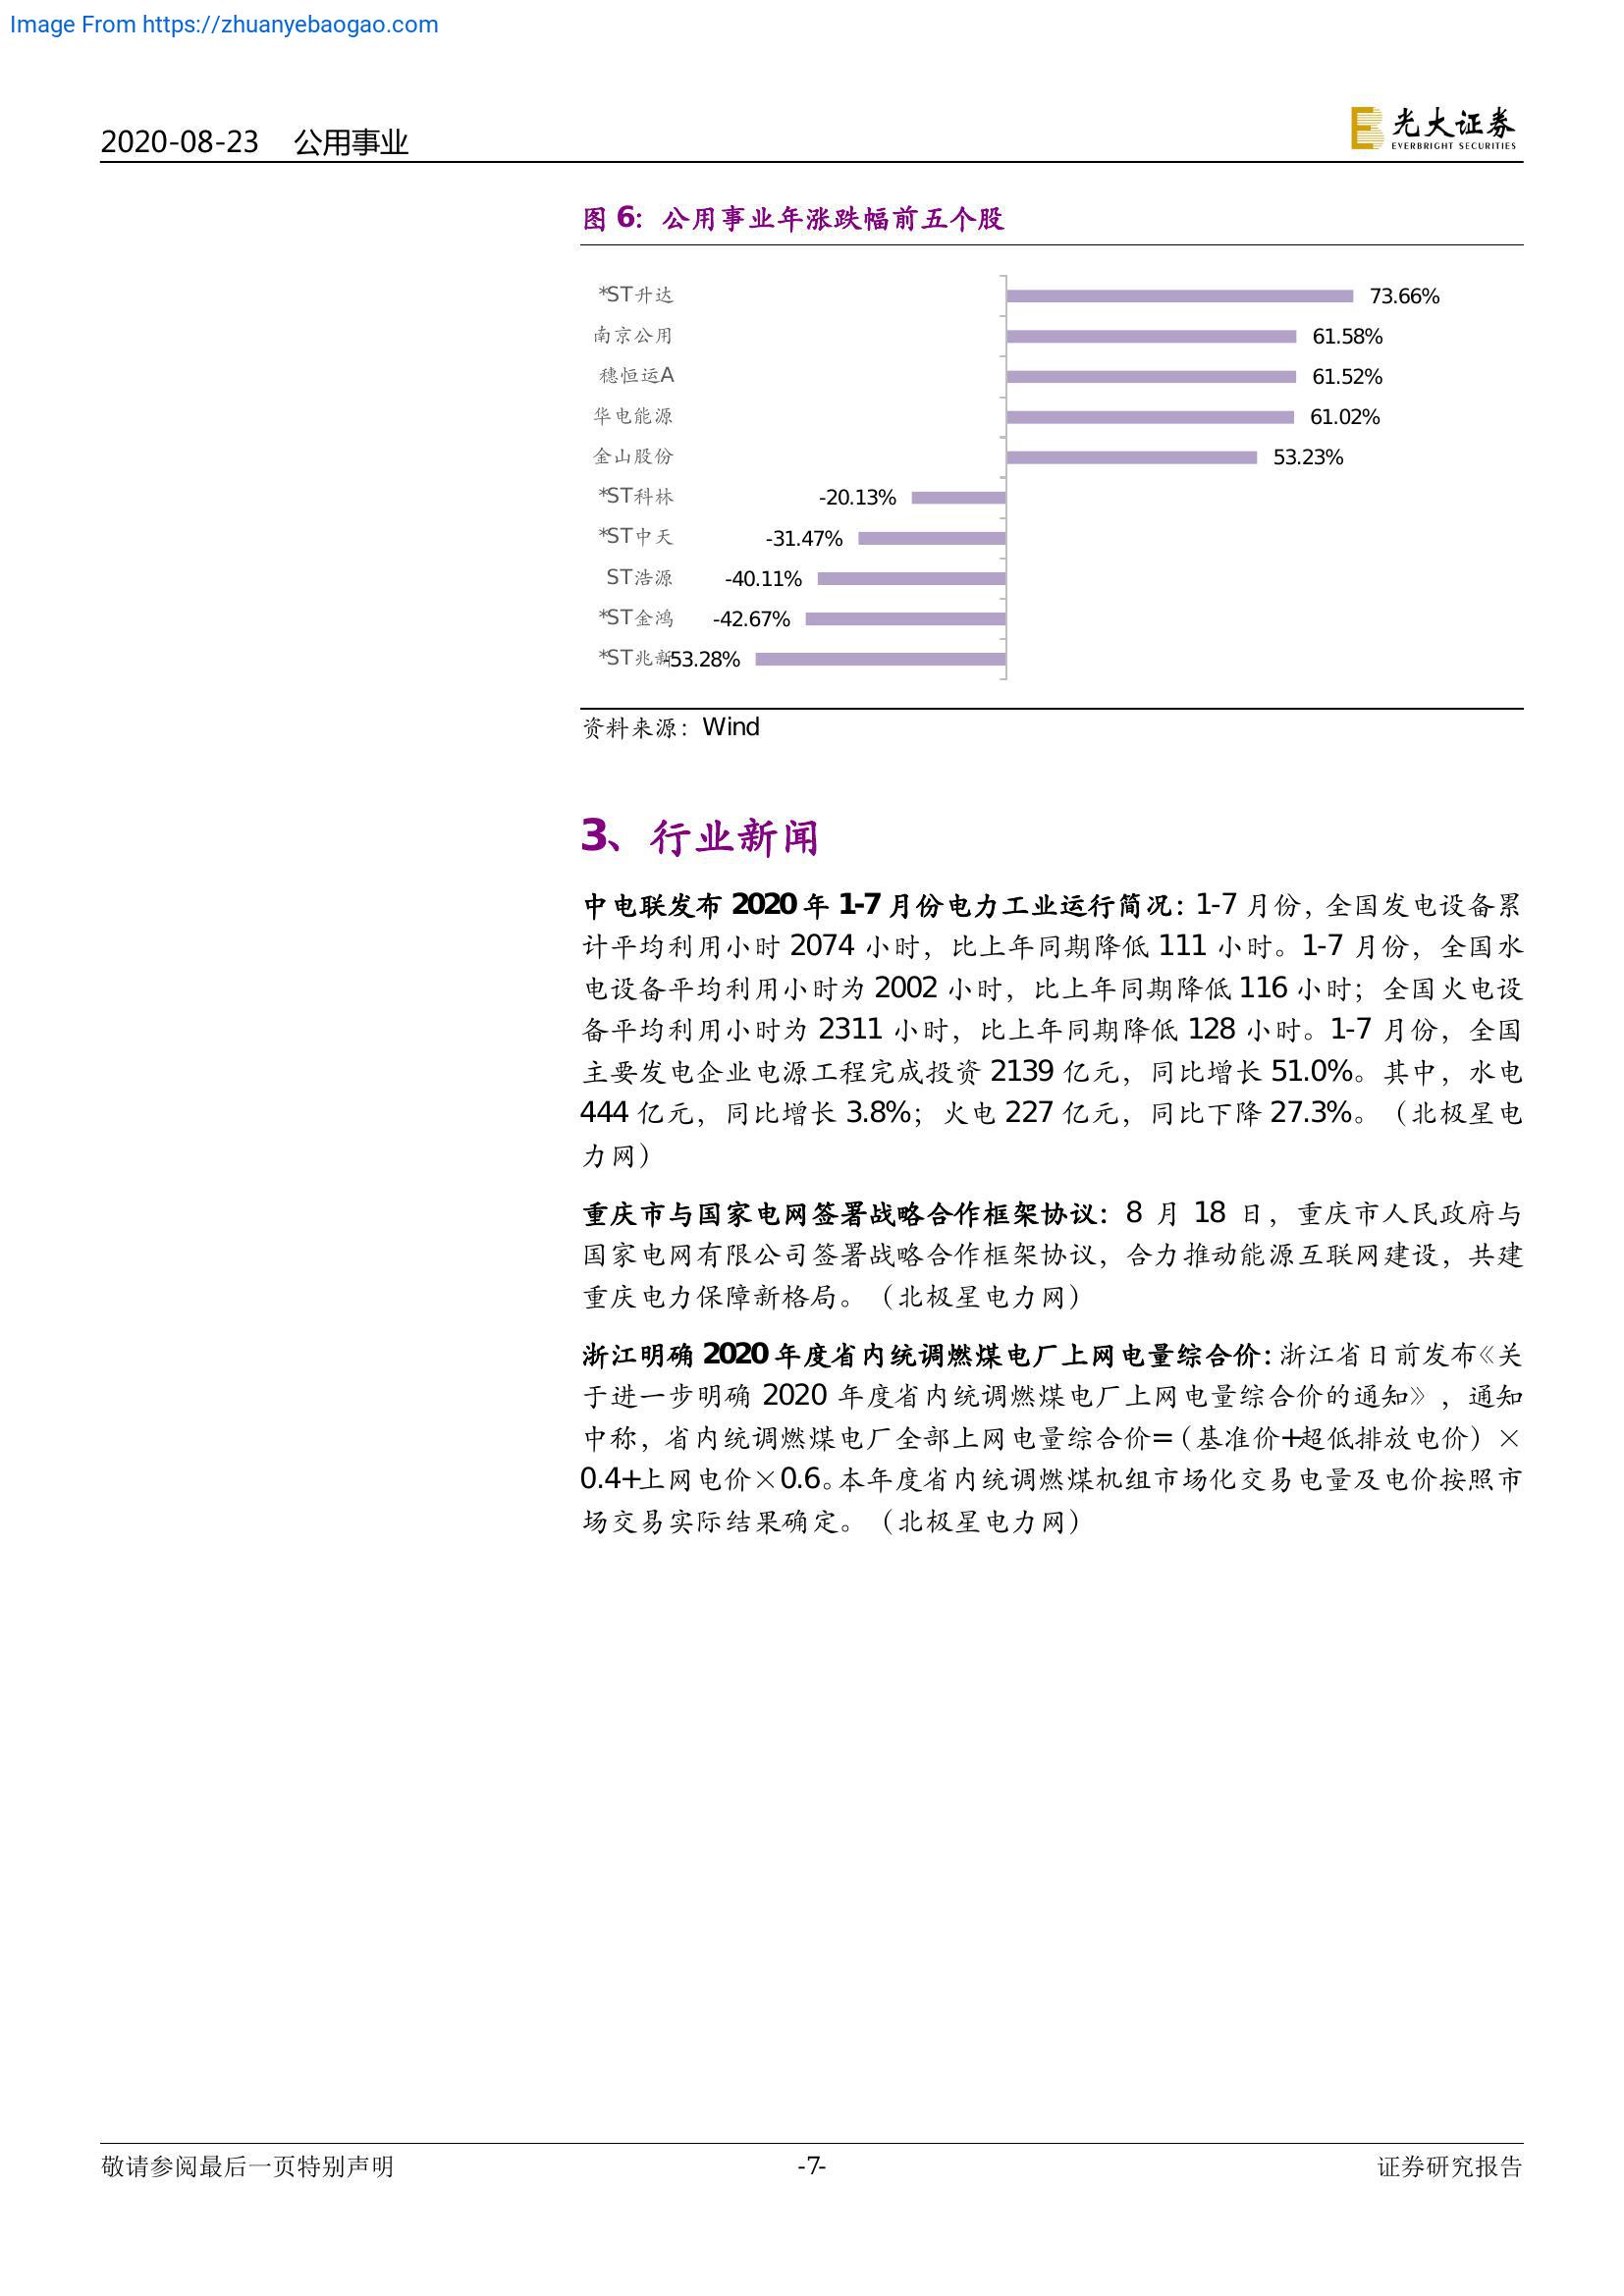 Image From https://zhuanyebaogao.com
2020-08-23 公用事业
光大证券
EVERBRIGHT SECURITIES
图 6：公用事业年涨跌幅前五个股
*ST升达 73.66%
南京公用 61.58%
穗恒运A 61.52%
华电能源 61.02%
金山股份 53.23%
*ST科林 -20.13%
*ST中天 -31.47%
ST浩源 -40.11%
*ST金鸿 -42.67%
*ST兆新 -53.28%
资料来源：Wind
3、行业新闻
中电联发布 2020 年 1-7 月份电力工业运行简况：1-7 月份，全国发电设备累
计平均利用小时 2074 小时，比上年同期降低 111 小时。1-7 月份，全国水
电设备平均利用小时为 2002 小时，比上年同期降低 116 小时；全国火电设
备平均利用小时为 2311 小时，比上年同期降低 128 小时。1-7 月份，全国
主要发电企业电源工程完成投资 2139 亿元，同比增长 51.0%。其中，水电
444 亿元，同比增长 3.8%；火电 227 亿元，同比下降 27.3%。（北极星电
力网）
重庆市与国家电网签署战略合作框架协议：8 月 18 日，重庆市人民政府与
国家电网有限公司签署战略合作框架协议，合力推动能源互联网建设，共建
重庆电力保障新格局。（北极星电力网）
浙江明确 2020 年度省内统调燃煤电厂上网电量综合价：浙江省日前发布《关
于进一步明确 2020 年度省内统调燃煤电厂上网电量综合价的通知》，通知
中称，省内统调燃煤电厂全部上网电量综合价=（基准价+超低排放电价）×
0.4+上网电价×0.6。本年度省内统调燃煤机组市场化交易电量及电价按照市
场交易实际结果确定。（北极星电力网）
敬请参阅最后一页特别声明 -7- 证券研究报告